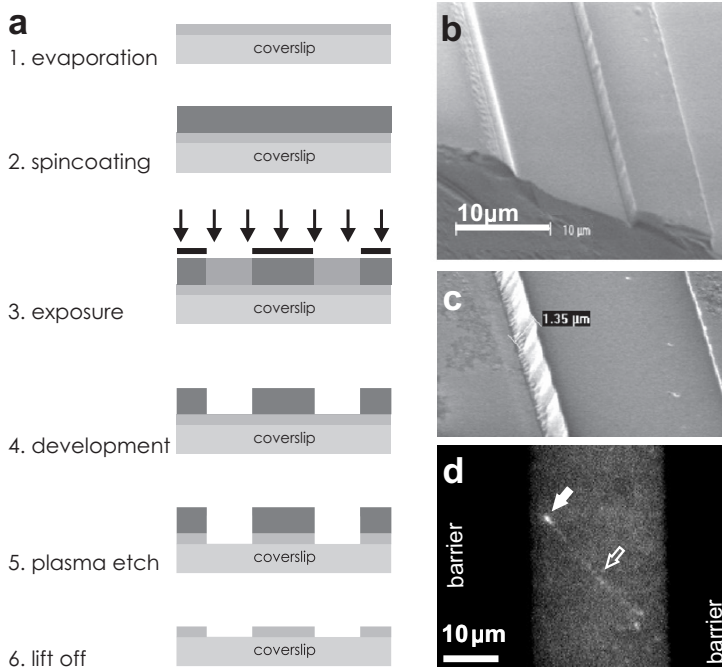 a
coverslip
1. evaporation
coverslip
2. spincoating
coverslip
3. exposure
coverslip
4. development
coverslip
5. plasma etch
coverslip
6. lift off
b
10µm
10 µm
c
1.35 µm
d
barrier
barrier
10µm